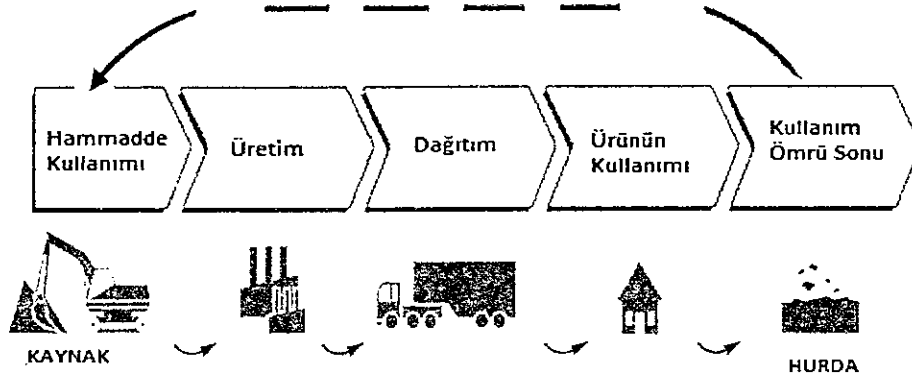 Hammadde
Kullanımı
Üretim
Dağıtım
Ürünün
Kullanımı
Kullanım
Ömrü Sonu
KAYNAK
HURDA